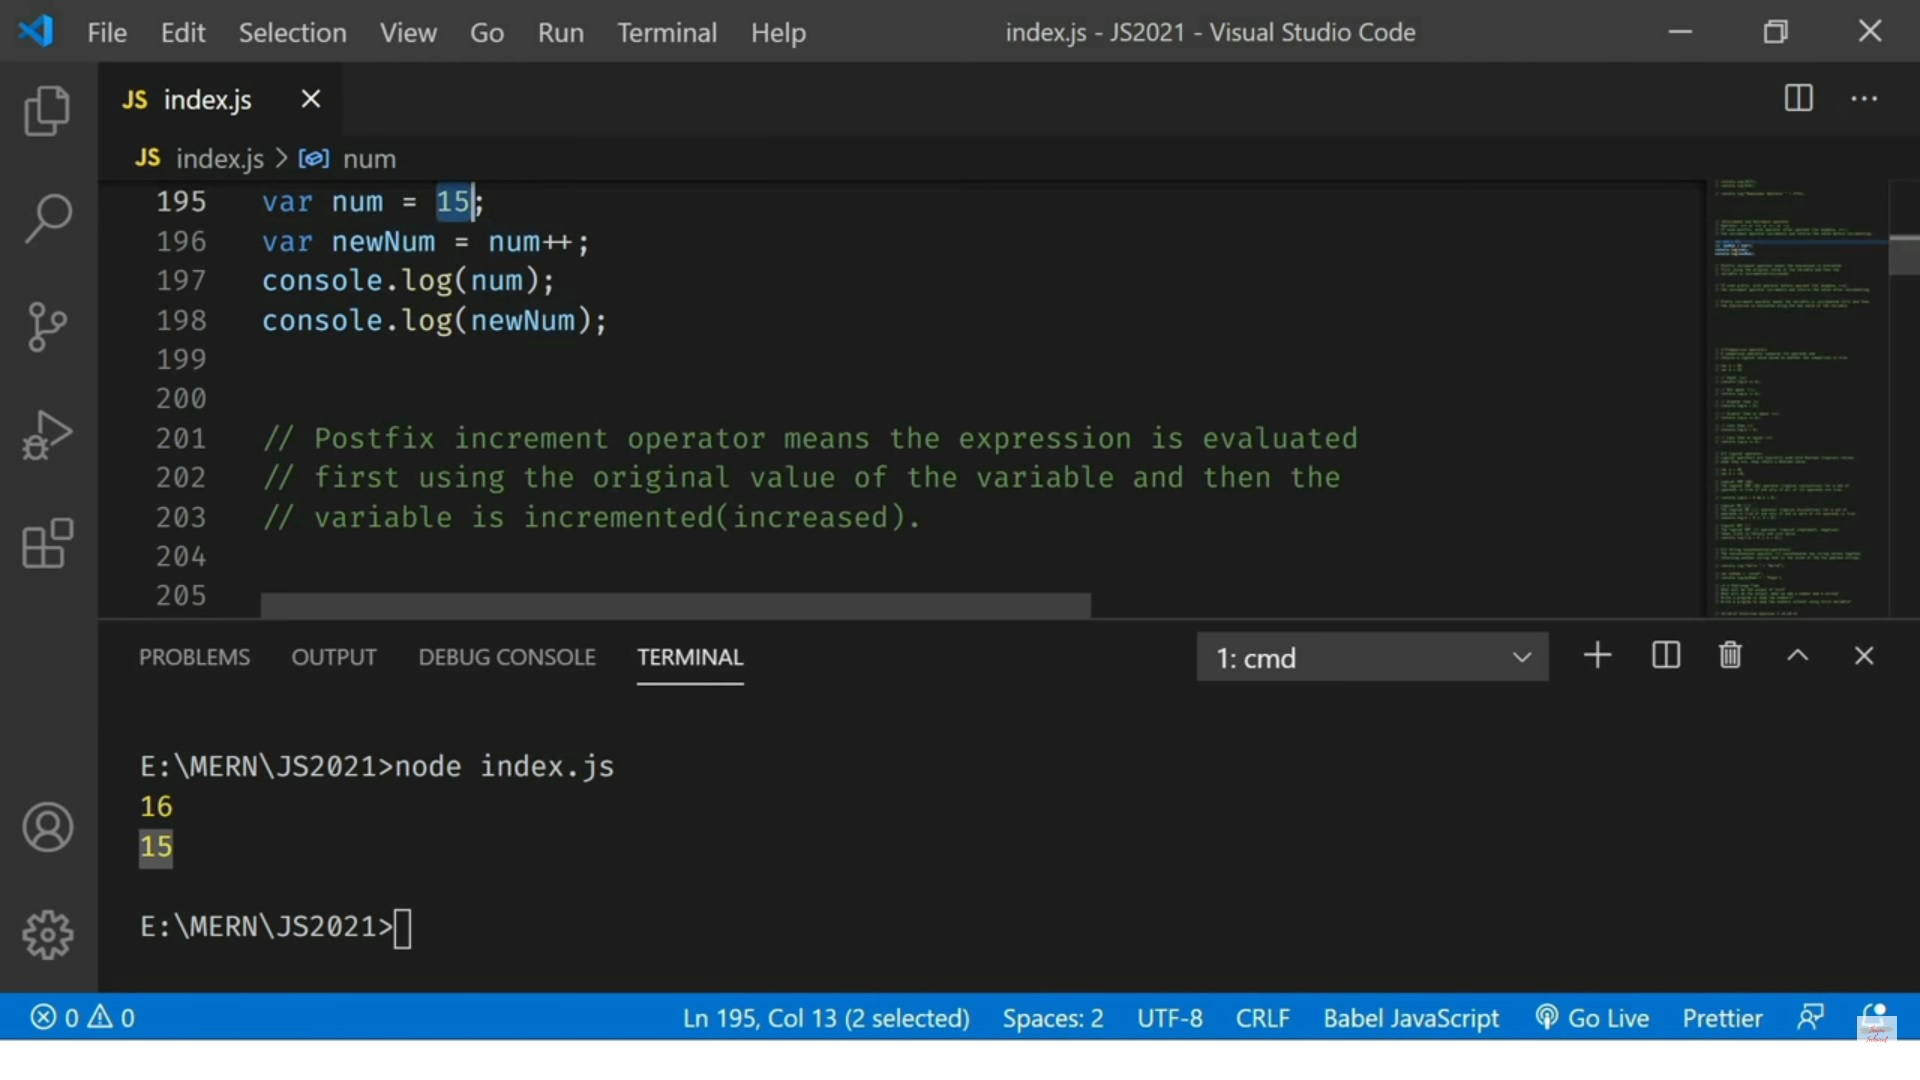 File Edit Selection View Go Run Terminal Help index.js - JS2021 - Visual Studio Code
JS index.js
JS index.js > num
195 var num = 15;
196 var newNum = num++;
197 console.log(num);
198 console.log(newNum);
199
200
201 // Postfix increment operator means the expression is evaluated
202 // first using the original value of the variable and then the
203 // variable is incremented(increased).
204
205
PROBLEMS OUTPUT DEBUG CONSOLE TERMINAL 1: cmd
E:\MERN\JS2021>node index.js
16
15
E:\MERN\JS2021>
0 0 Ln 195, Col 13 (2 selected) Spaces: 2 UTF-8 CRLF Babel JavaScript Go Live Prettier